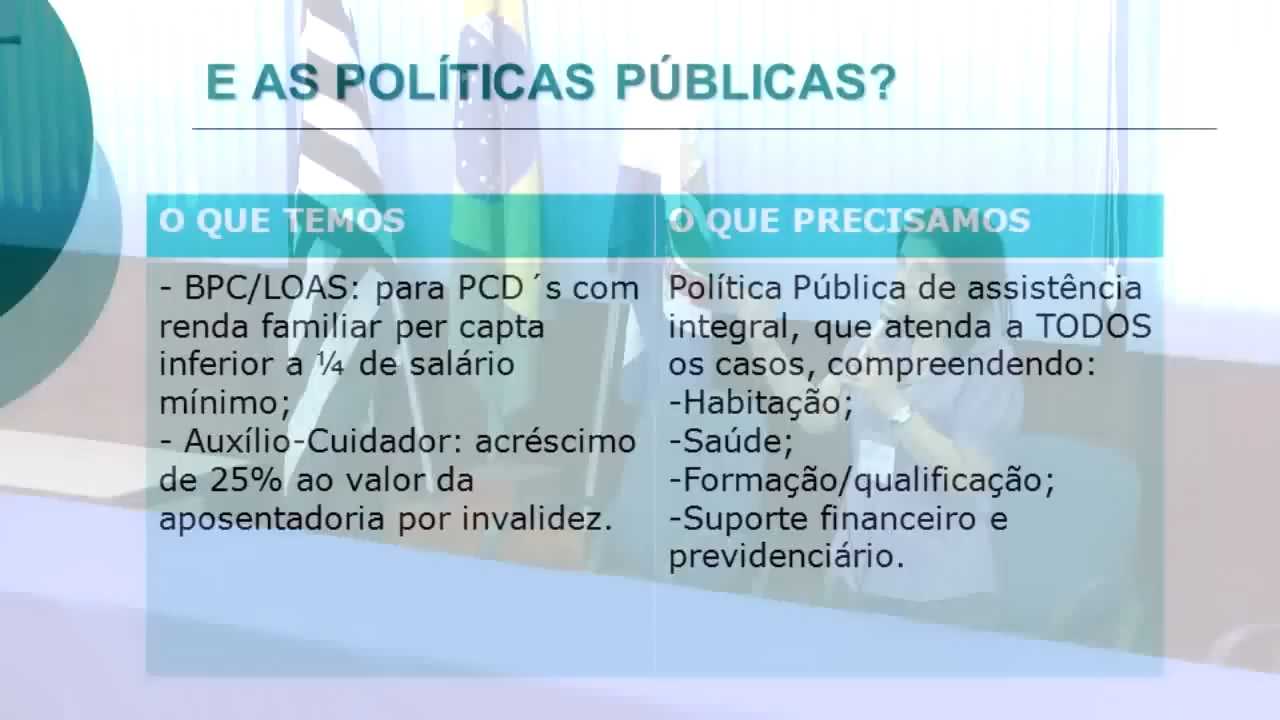 E AS POLÍTICAS PÚBLICAS?
O QUE TEMOS
- BPC/LOAS: para PCD´s com
renda familiar per capta
inferior a ¼ de salário
mínimo;
- Auxílio-Cuidador: acréscimo
de 25% ao valor da
aposentadoria por invalidez.
O QUE PRECISAMOS
Política Pública de assistência
integral, que atenda a TODOS
os casos, compreendendo:
-Habitação;
-Saúde;
-Formação/qualificação;
-Suporte financeiro e
previdenciário.